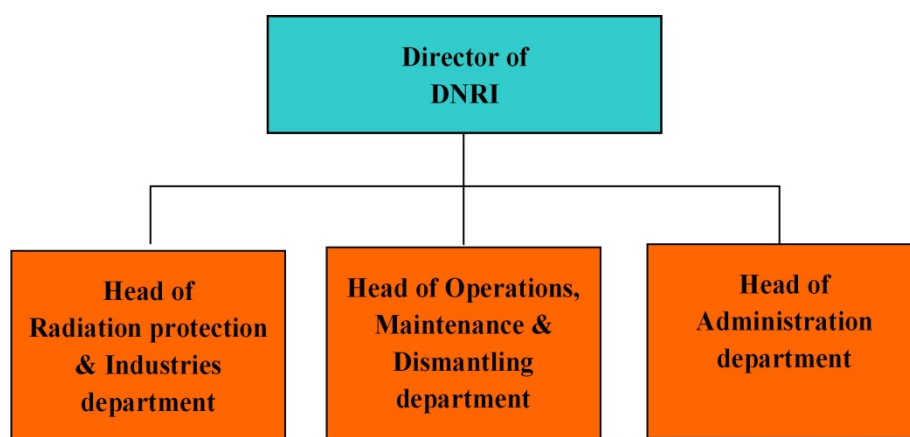 Director of
DNRI
Head of
Radiation protection
& Industries
department
Head of Operations,
Maintenance &
Dismantling
department
Head of
Administration
department